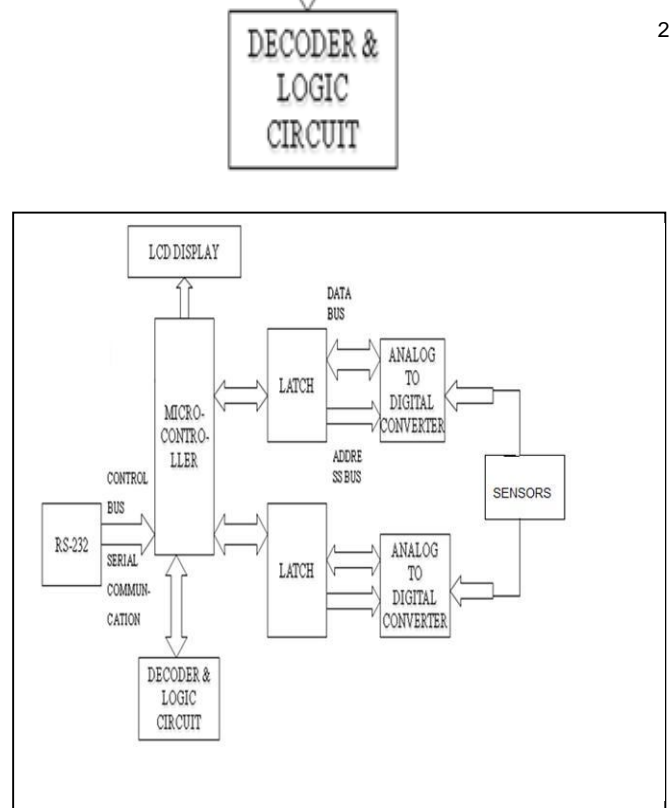 2
DECODER &
LOGIC
CIRCUIT
LCD DISPLAY
DATA
BUS
MICRO-
CONTRO-
LLER
LATCH
ANALOG
TO
DIGITAL
CONVERTER
ADDRE
SS BUS
SENSORS
CONTROL
BUS
RS-232
SERIAL
COMMUN-
CATION
LATCH
ANALOG
TO
DIGITAL
CONVERTER
DECODER &
LOGIC
CIRCUIT